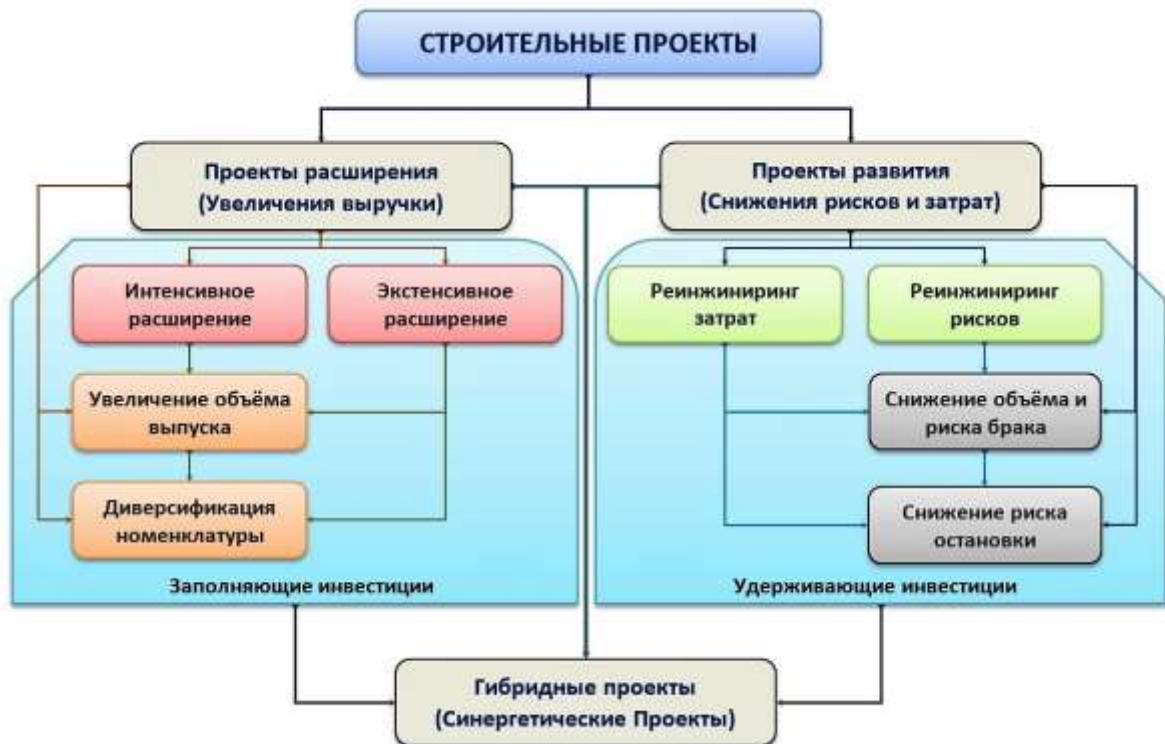 СТРОИТЕЛЬНЫЕ ПРОЕКТЫ
Проекты расширения
(Увеличения выручки)
Проекты развития
(Снижения рисков и затрат)
Интенсивное
расширение
Экстенсивное
расширение
Реинжиниринг
затрат
Реинжиниринг
рисков
Увеличение объёма
выпуска
Снижение объёма и
риска брака
Диверсификация
номенклатуры
Снижение риска
остановки
Заполняющие инвестиции
Удерживающие инвестиции
Гибридные проекты
(Синергетические Проекты)